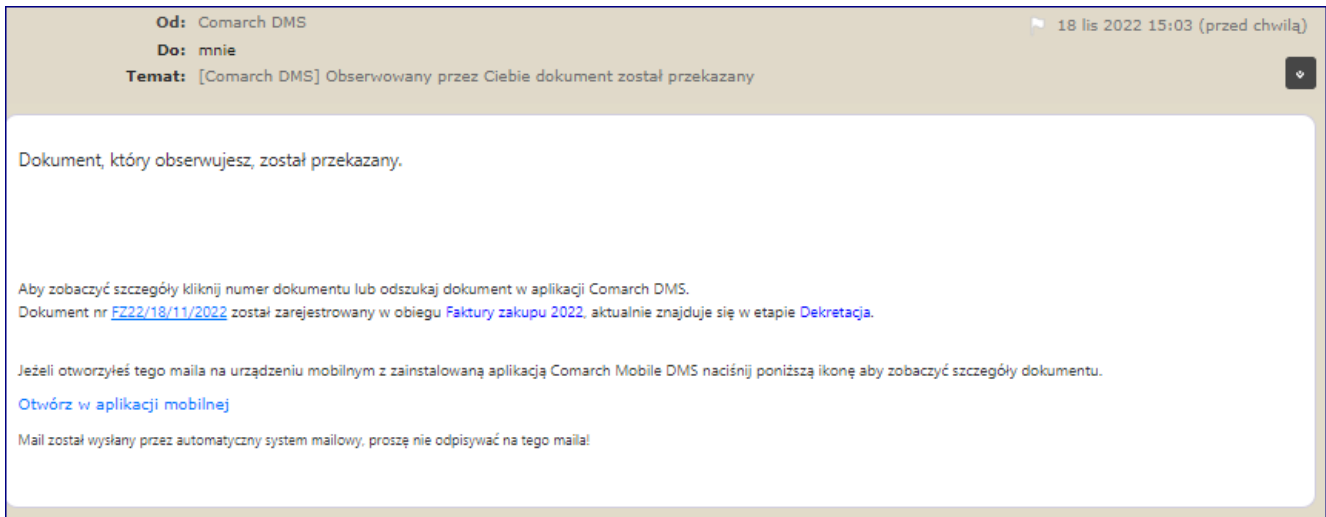 Od: Comarch DMS 18 lis 2022 15:03 (przed chwilą)
Do: mnie
Temat: [Comarch DMS] Obserwowany przez Ciebie dokument został przekazany
Dokument, który obserwujesz, został przekazany.
Aby zobaczyć szczegóły kliknij numer dokumentu lub odszukaj dokument w aplikacji Comarch DMS.
Dokument nr FZ22/18/11/2022 został zarejestrowany w obiegu Faktury zakupu 2022, aktualnie znajduje się w etapie Dekretacja.
Jeżeli otworzyłeś tego maila na urządzeniu mobilnym z zainstalowaną aplikacją Comarch Mobile DMS naciśnij poniższą ikonę aby zobaczyć szczegóły dokumentu.
Otwórz w aplikacji mobilnej
Mail został wysłany przez automatyczny system mailowy, proszę nie odpisywać na tego maila!